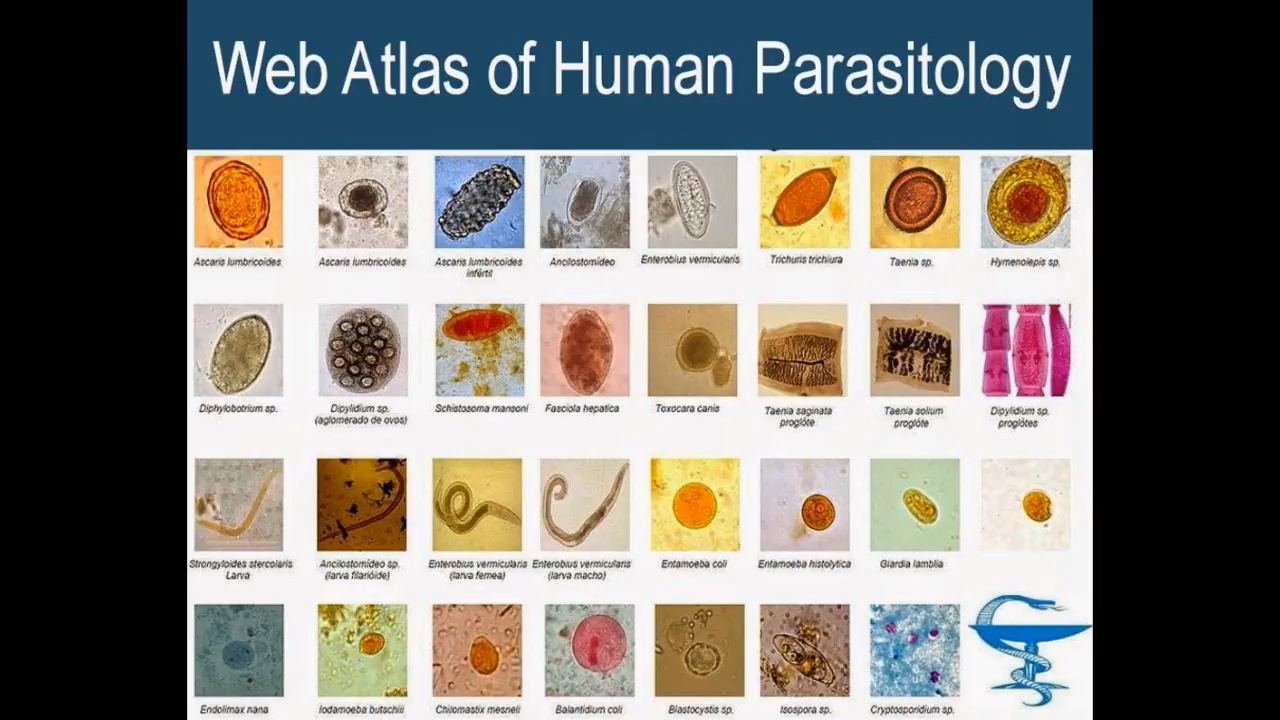 Web Atlas of Human Parasitology
Ascaris lumbricoides
Ascaris lumbricoides
Ascaris lumbricoides
infértil
Ancilostomídeo
Enterobius vermicularis
Trichuris trichiura
Taenia sp.
Hymenolepis sp.
Diphylobotrium sp.
Dipylidium sp.
(aglomerado de ovos)
Schistosoma mansoni
Fasciola hepatica
Toxocara canis
Taenia saginata
proglóte
Taenia solium
proglóte
Dipylidium sp.
proglótes
Strongyloides stercolaris
Larva
Ancilostomídeo sp.
(larva filarióide)
Enterobius vermicularis
(larva femea)
Enterobius vermicularis
(larva macho)
Entamoeba coli
Entamoeba histolytica
Giardia lamblia
Endolimax nana
Iodamoeba butschlii
Chilomastix mesneli
Balantidium coli
Blastocystis sp.
Isospora sp.
Cryptosporidium sp.